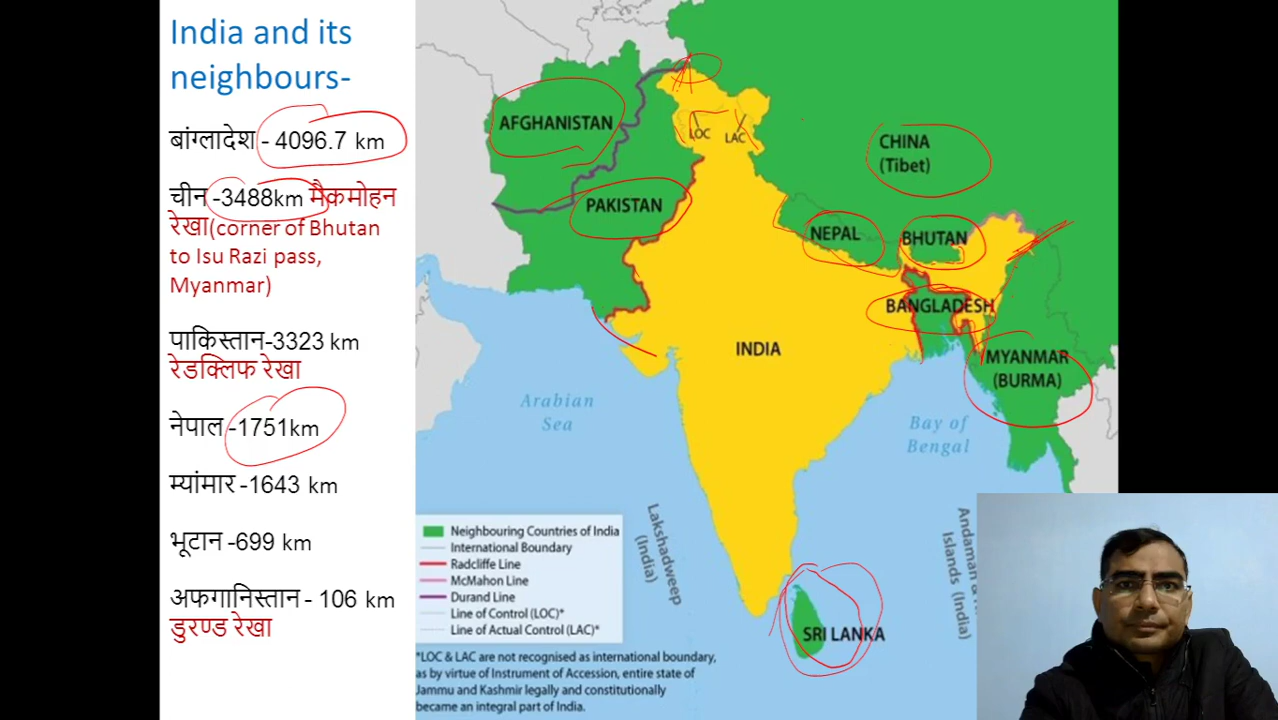 India and its
neighbours-
बांग्लादेश - 4096.7 km
चीन -3488km मैकमोहन
रेखा(corner of Bhutan
to Isu Razi pass,
Myanmar)
पाकिस्तान-3323 km
रेडक्लिफ रेखा
नेपाल -1751km
म्यांमार -1643 km
भूटान -699 km
अफगानिस्तान - 106 km
डुरण्ड रेखा
AFGHANISTAN
LOC
LAC
CHINA
(Tibet)
PAKISTAN
NEPAL
BHUTAN
BANGLADESH
INDIA
MYANMAR
(BURMA)
Arabian
Sea
Bay of
Bengal
Lakshadweep
(India)
Andaman &
Islands (India)
SRI LANKA
Neighbouring Countries of India
International Boundary
Radcliffe Line
McMahon Line
Durand Line
Line of Control (LOC)*
Line of Actual Control (LAC)*
*LOC & LAC are not recognised as international boundary,
as by virtue of Instrument of Accession, entire state of
Jammu and Kashmir legally and constitutionally
became an integral part of India.